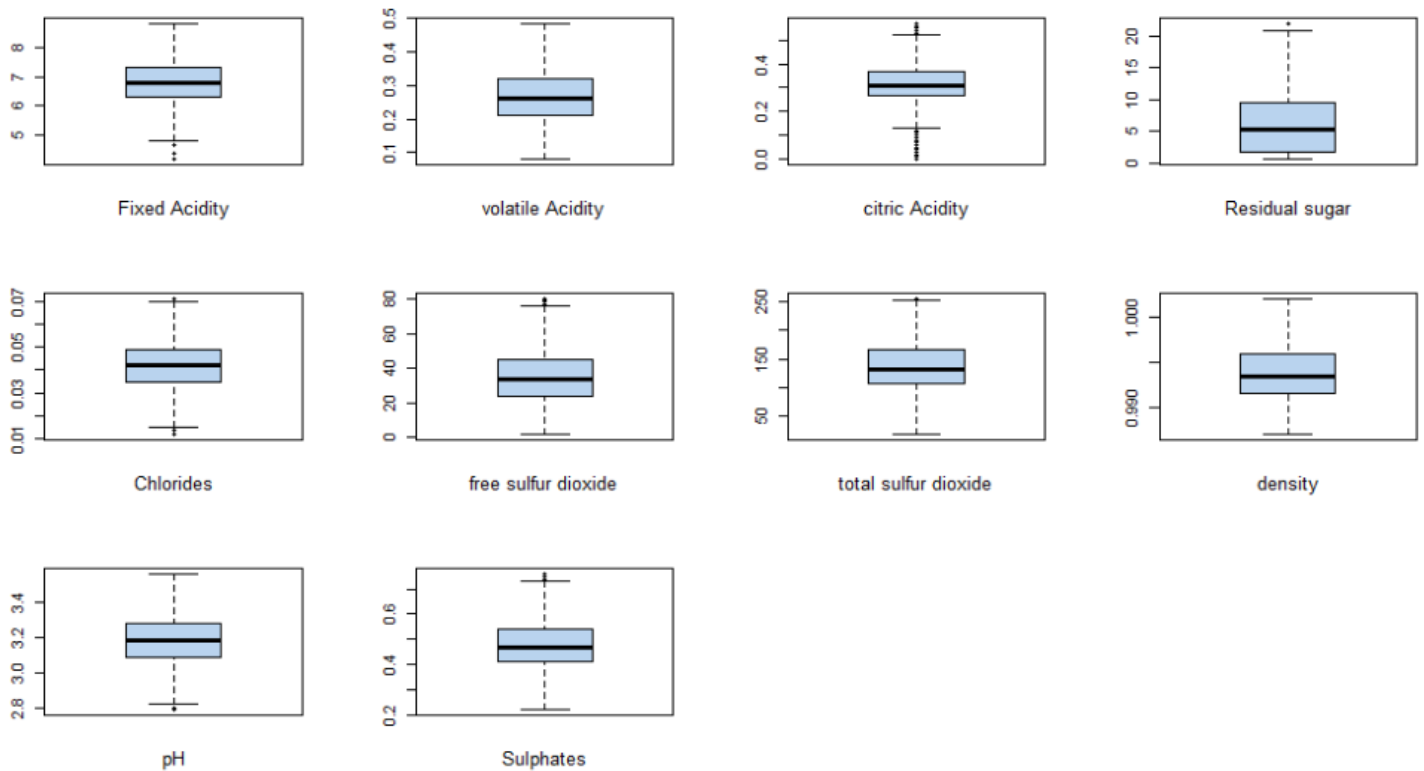 5 6 7 8
Fixed Acidity
0.1 0.2 0.3 0.4 0.5
volatile Acidity
0.0 0.2 0.4
citric Acidity
0 5 10 15 20
Residual sugar
0.01 0.03 0.05 0.07
Chlorides
0 20 40 60 80
free sulfur dioxide
50 150 250
total sulfur dioxide
0.990 1.000
density
2.8 3.0 3.2 3.4
pH
0.2 0.4 0.6
Sulphates